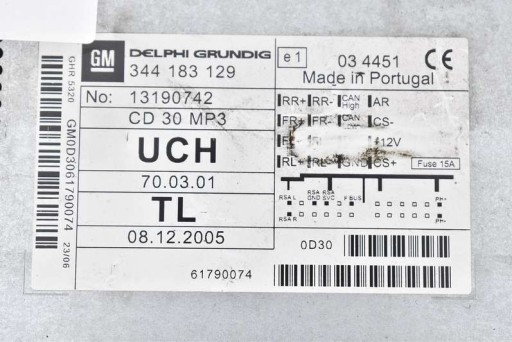 GM DELPHI GRUNDIG
344 183 129
e1 03 4451 CE
Made in Portugal
No: 13190742
CD 30 MP3
UCH
70.03.01
TL
08.12.2005
61790074
RR+ RR- CAN High AR
FR+ FR- CAN Low CS-
+12V
RL+ RL- GND CS+
Fuse 15A
RSA L RSA GND RSA SVC F BUS PH+
RSA R PH-
0D30
GHR 5320
GM0D3061790074
23/06